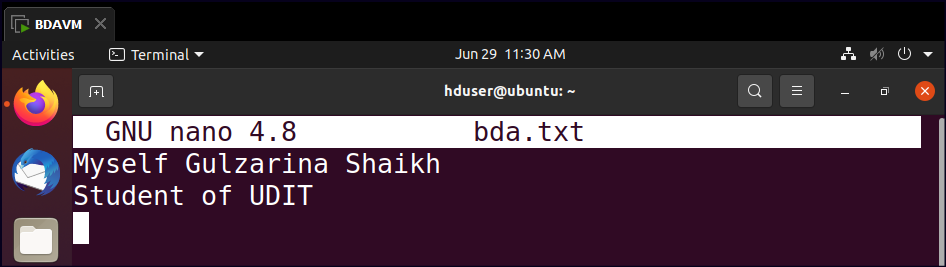 BDAVM
Activities
Terminal
Jun 29 11:30 AM
hduser@ubuntu: ~
GNU nano 4.8 bda.txt
Myself Gulzarina Shaikh
Student of UDIT